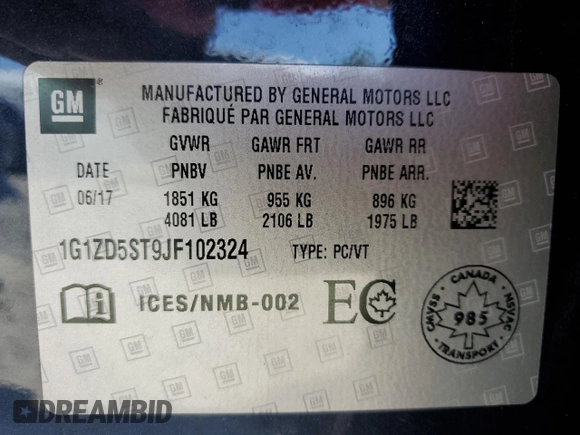 GM ®
MANUFACTURED BY GENERAL MOTORS LLC
FABRIQUÉ PAR GENERAL MOTORS LLC
GVWR GAWR FRT GAWR RR
DATE PNBV PNBE AV. PNBE ARR.
06/17 1851 KG 955 KG 896 KG
4081 LB 2106 LB 1975 LB
1G1ZD5ST9JF102324 TYPE: PC/VT
i ICES/NMB-002 EC
CMVSS - CANADA - NSVAC
985
TRANSPORT
DREAMBID